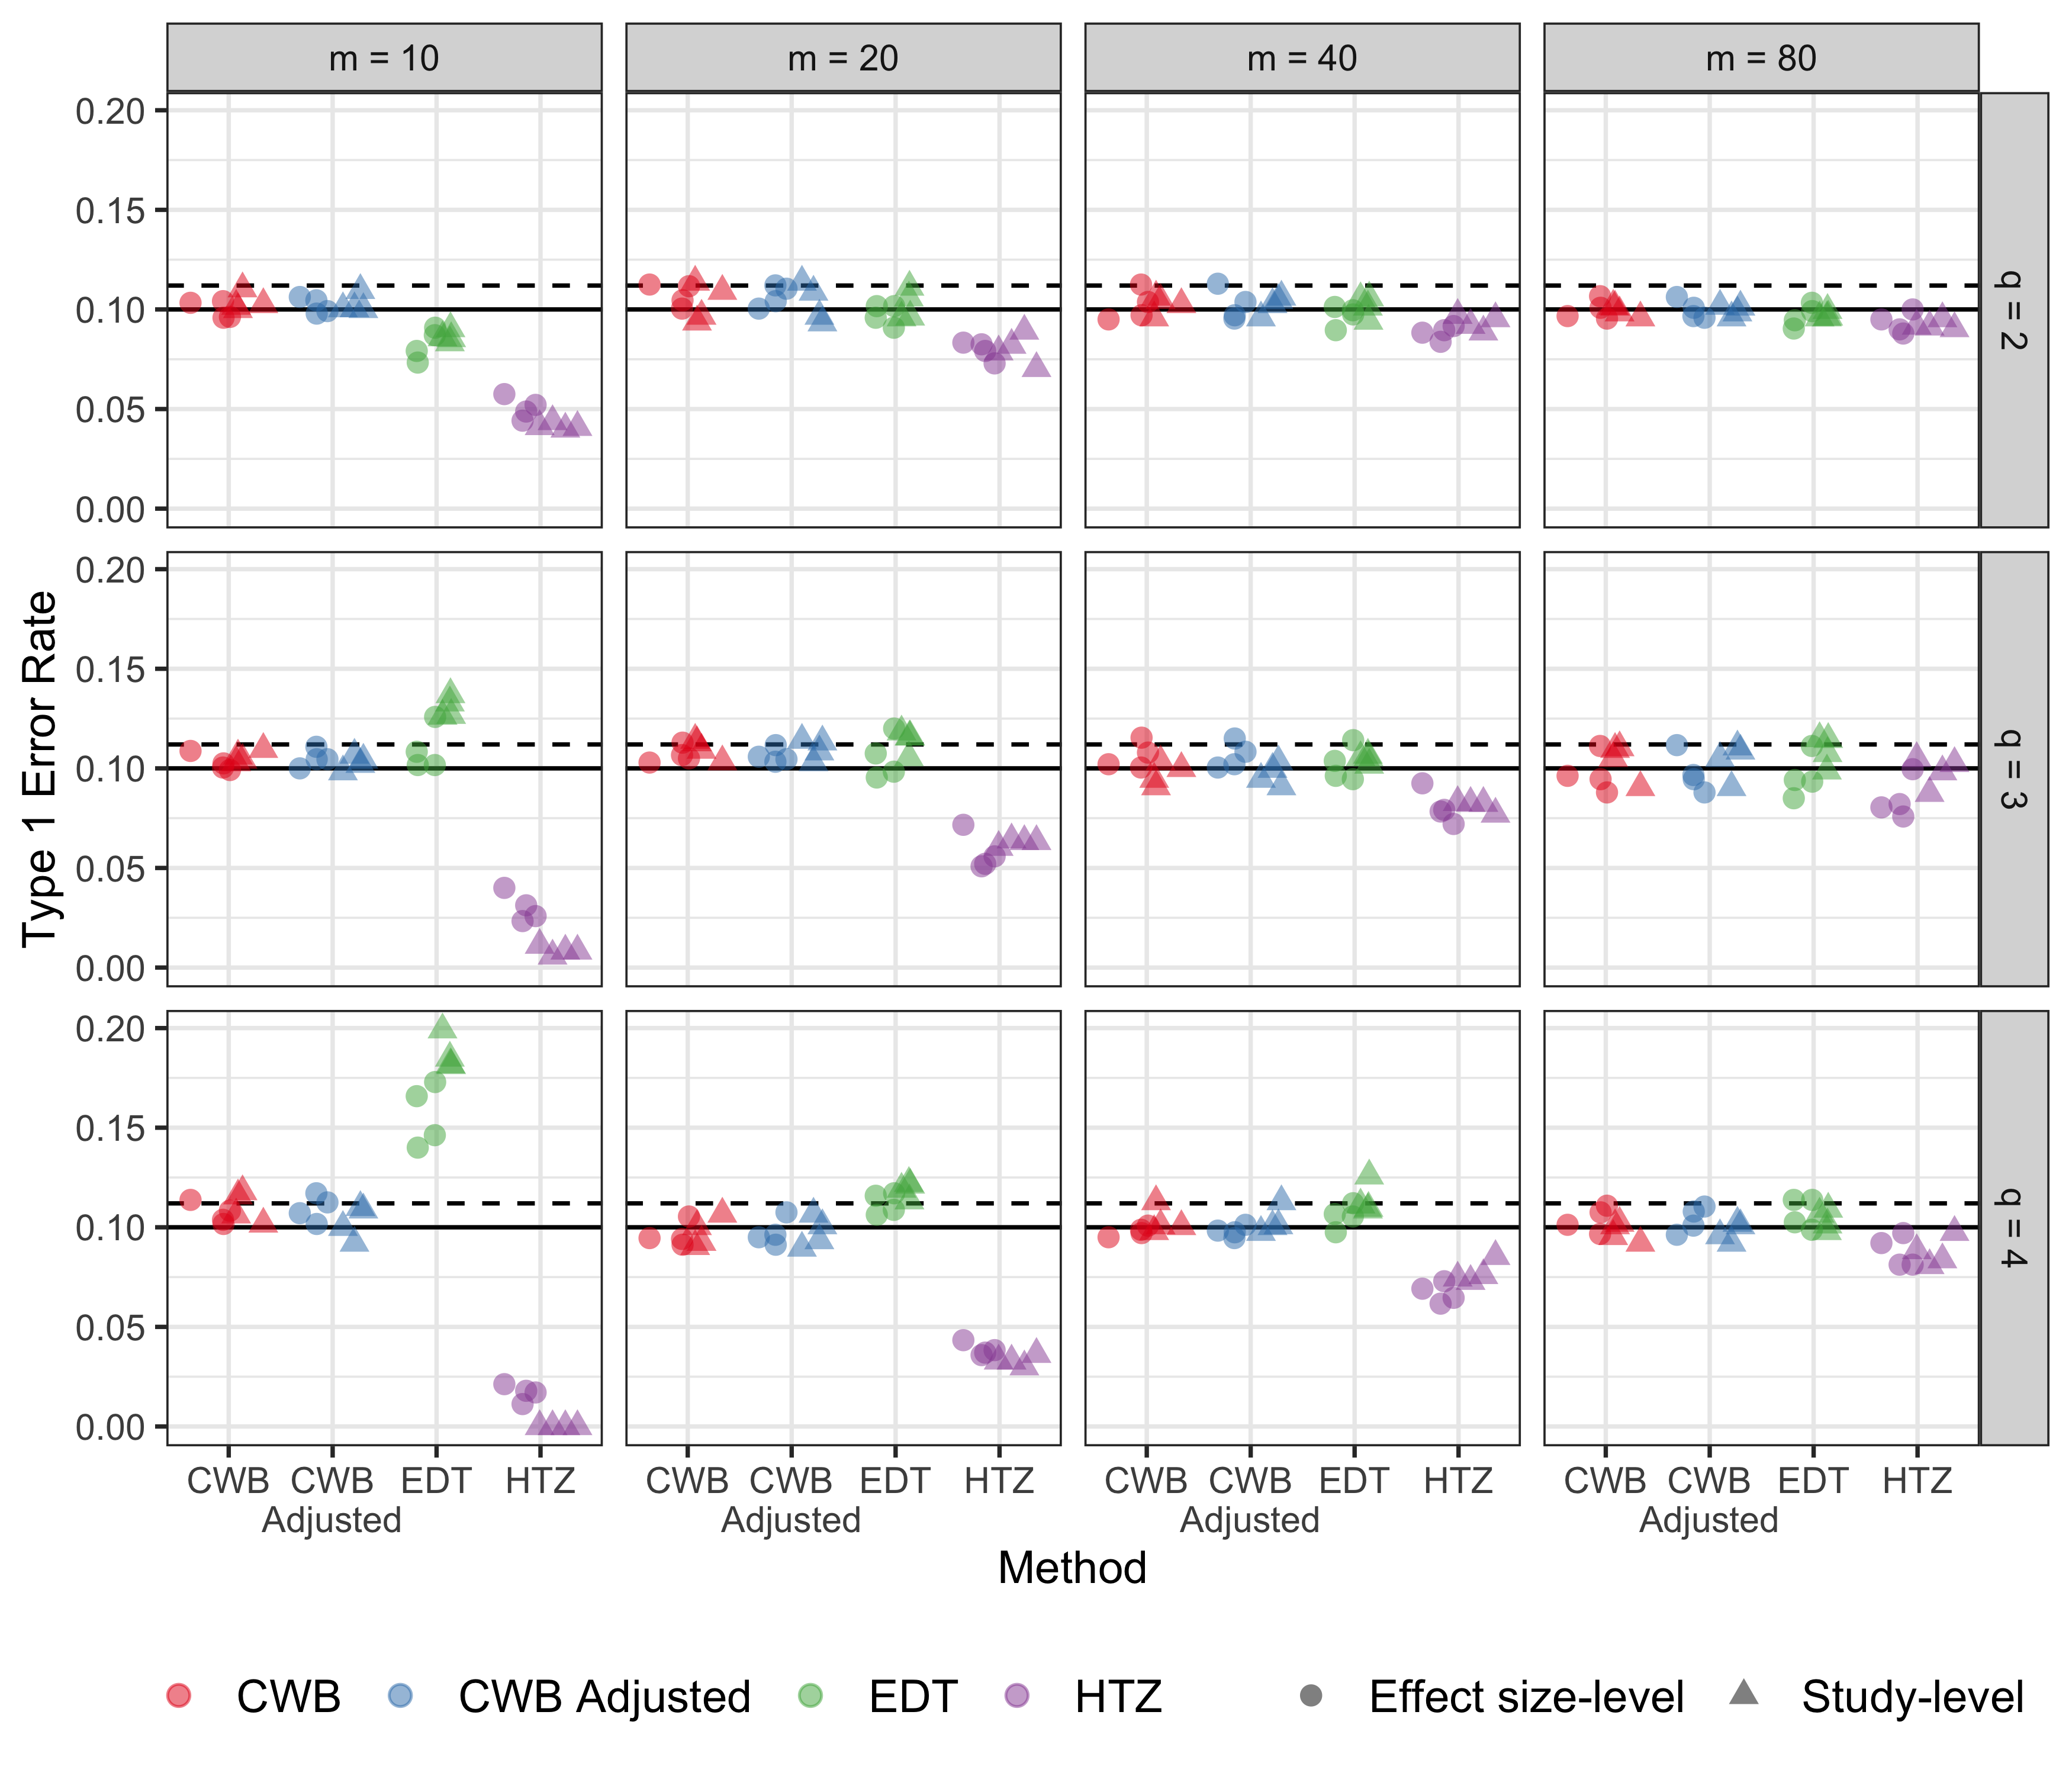 m = 10 m = 20 m = 40 m = 80
0.20
0.15
0.10
0.05
0.00
q = 2
0.20
0.15
0.10
0.05
0.00
q = 3
0.20
0.15
0.10
0.05
0.00
q = 4
Type 1 Error Rate
CWB CWB Adjusted EDT HTZ
CWB CWB Adjusted EDT HTZ
CWB CWB Adjusted EDT HTZ
CWB CWB Adjusted EDT HTZ
Method
CWB CWB Adjusted EDT HTZ Effect size-level Study-level